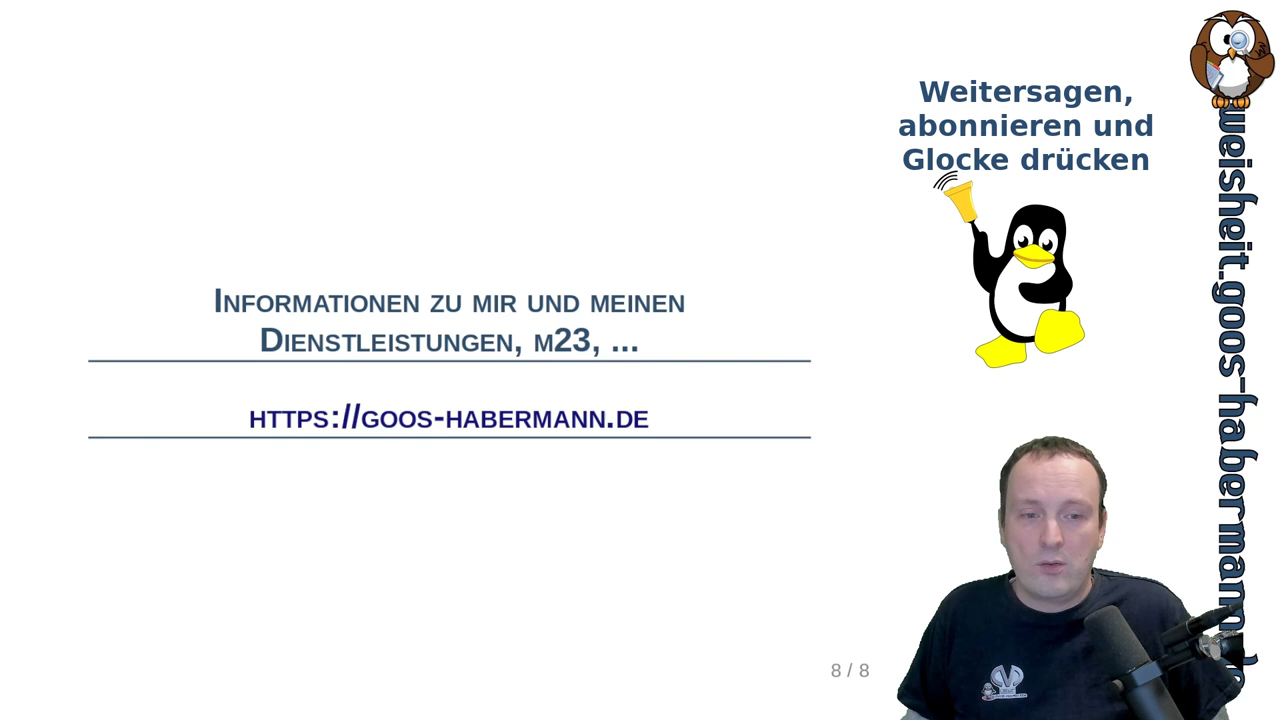 Informationen zu mir und meinen
Dienstleistungen, m23, ...
https://goos-habermann.de
8 / 8
Weitersagen,
abonnieren und
Glocke drücken
weisheit.goos-habermann.de